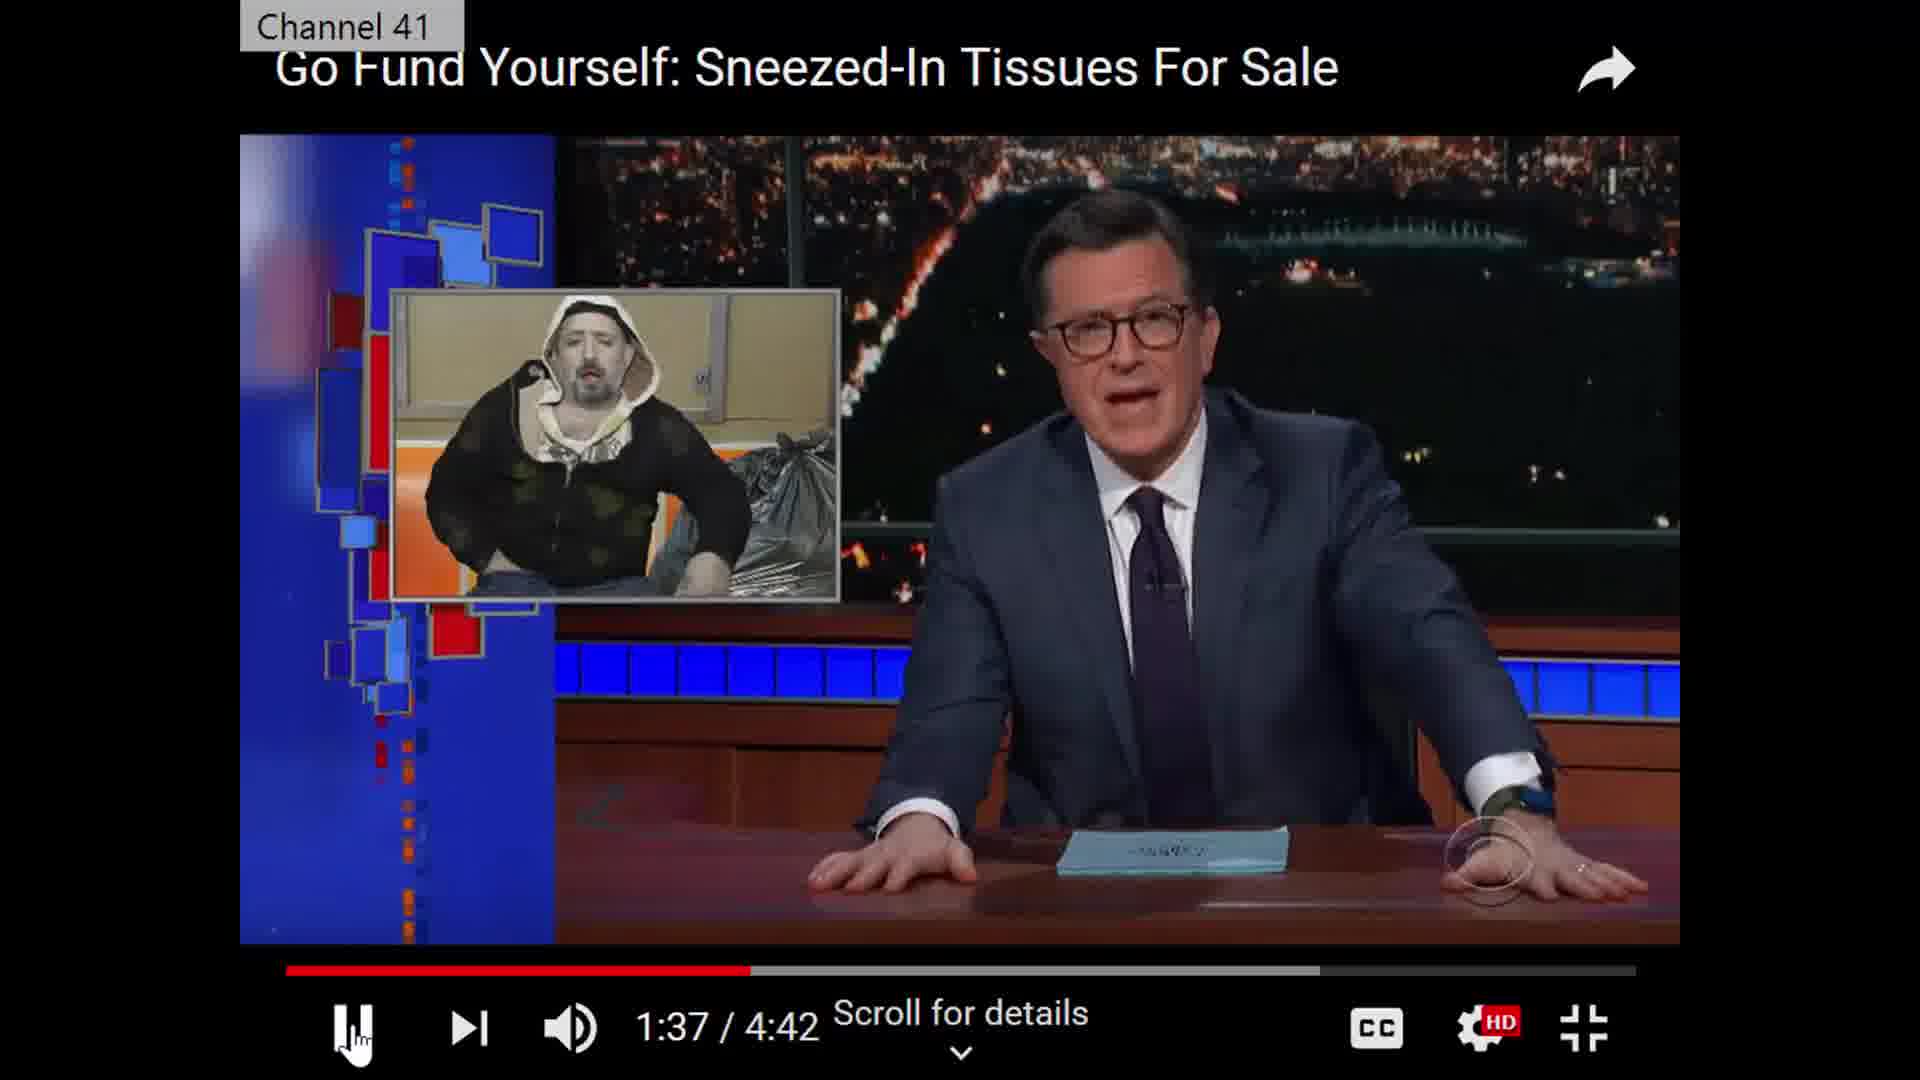 Channel 41
Go Fund Yourself: Sneezed-In Tissues For Sale
1:37 / 4:42
Scroll for details
CC
HD